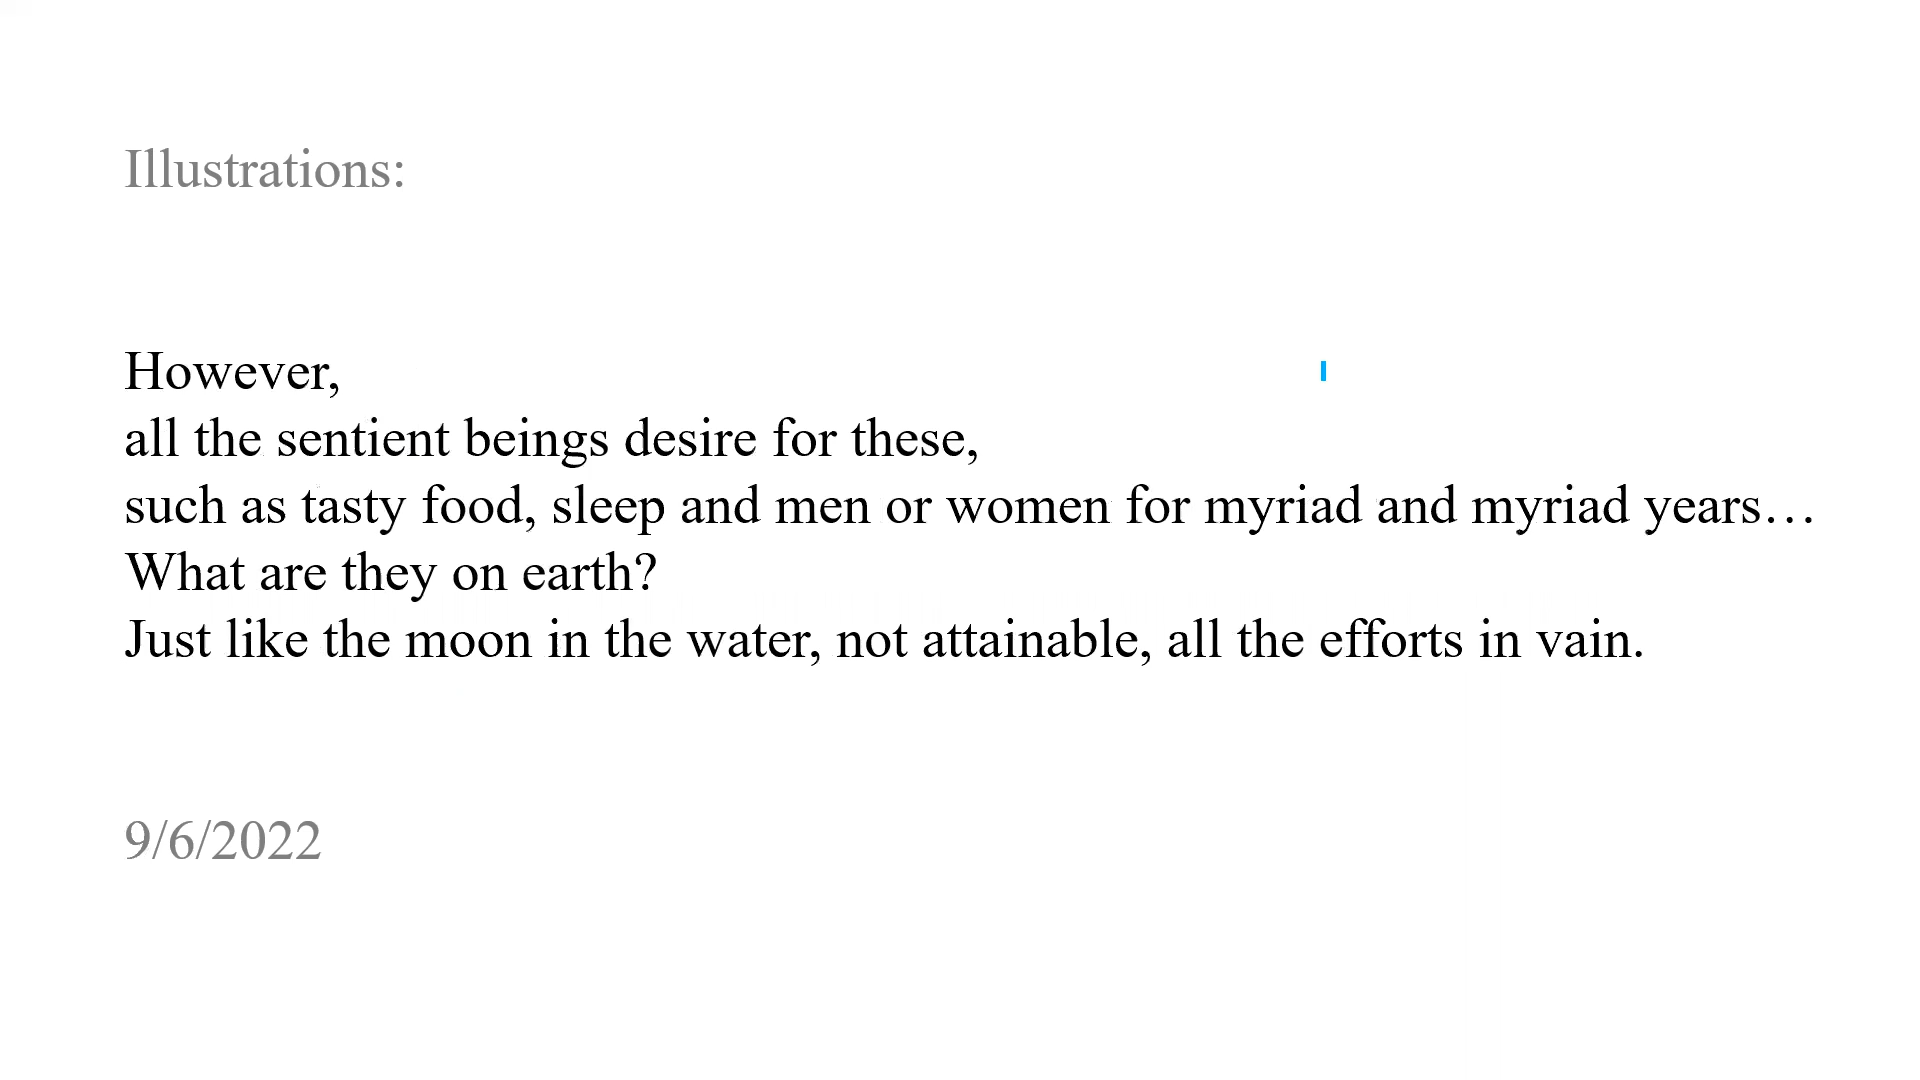 Illustrations:
However,
all the sentient beings desire for these,
such as tasty food, sleep and men or women for myriad and myriad years…
What are they on earth?
Just like the moon in the water, not attainable, all the efforts in vain.
9/6/2022